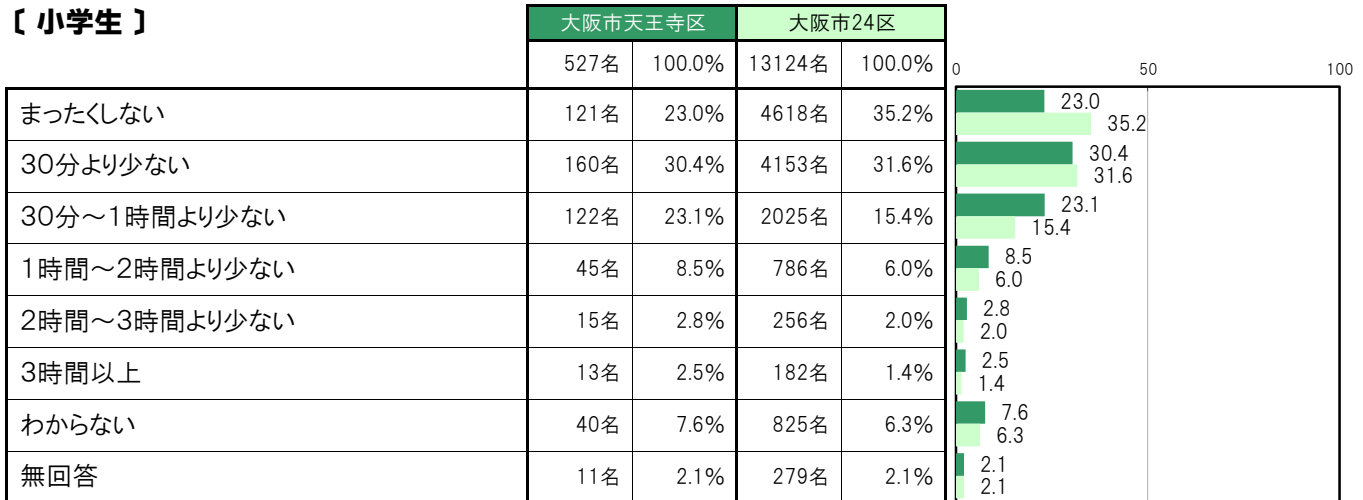 〔 小学生 〕
大阪市天王寺区 大阪市24区
527名 100.0% 13124名 100.0%
0 50 100
まったくしない 121名 23.0% 4618名 35.2% 23.0
35.2
30分より少ない 160名 30.4% 4153名 31.6% 30.4
31.6
30分～1時間より少ない 122名 23.1% 2025名 15.4% 23.1
15.4
1時間～2時間より少ない 45名 8.5% 786名 6.0% 8.5
6.0
2時間～3時間より少ない 15名 2.8% 256名 2.0% 2.8
2.0
3時間以上 13名 2.5% 182名 1.4% 2.5
1.4
わからない 40名 7.6% 825名 6.3% 7.6
6.3
無回答 11名 2.1% 279名 2.1% 2.1
2.1